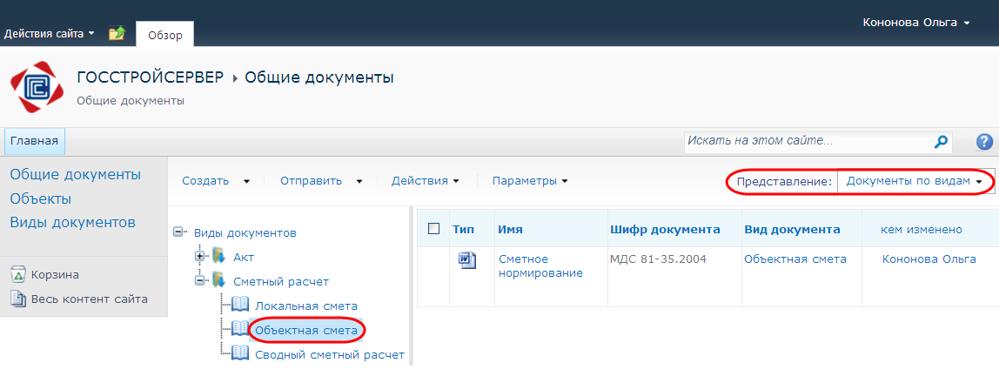 Действия сайта
Обзор
Кононова Ольга
ГОССТРОЙСЕРВЕР Общие документы
Общие документы
Главная
Искать на этом сайте...
Общие документы
Объекты
Виды документов
Корзина
Весь контент сайта
Создать Отправить Действия Параметры
Представление: Документы по видам
Виды документов
Акт
Сметный расчет
Локальная смета
Объектная смета
Сводный сметный расчет
Тип Имя Шифр документа Вид документа кем изменено
Сметное МДС 81-35.2004 Объектная смета Кононова Ольга
нормирование